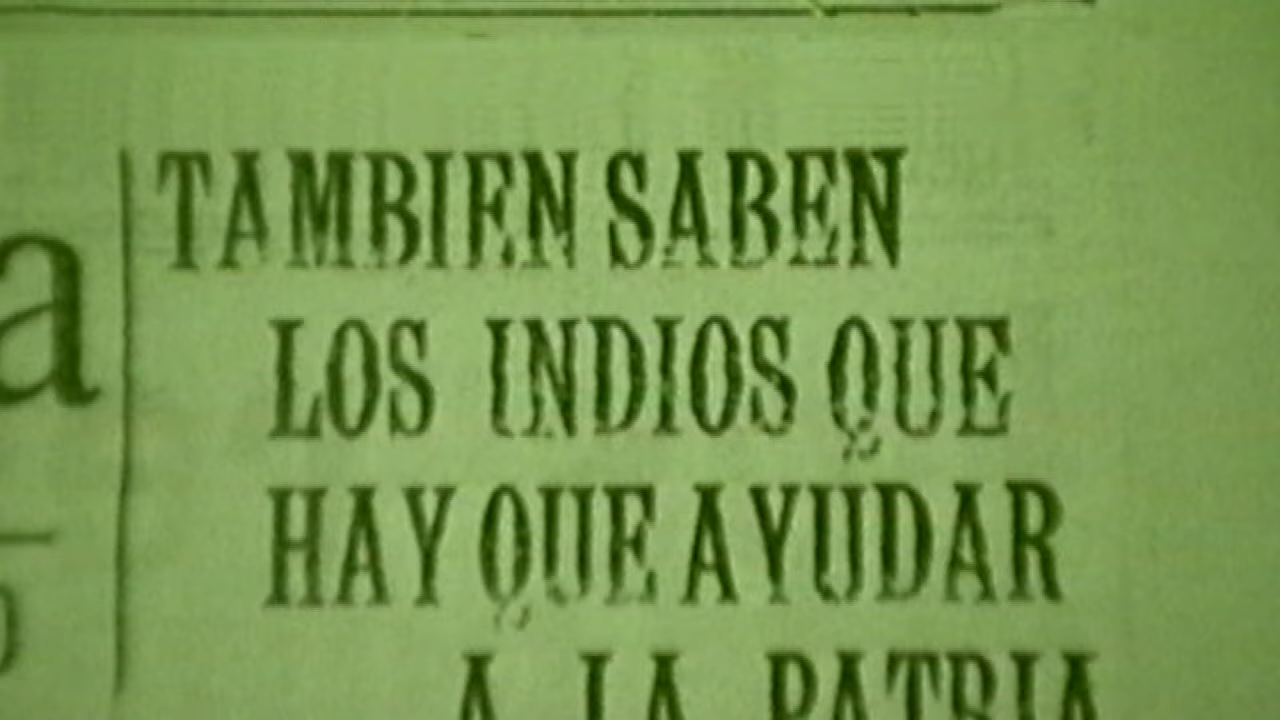 a
TAMBIEN SABEN
LOS INDIOS QUE
HAY QUE AYUDAR
A LA PATRIA